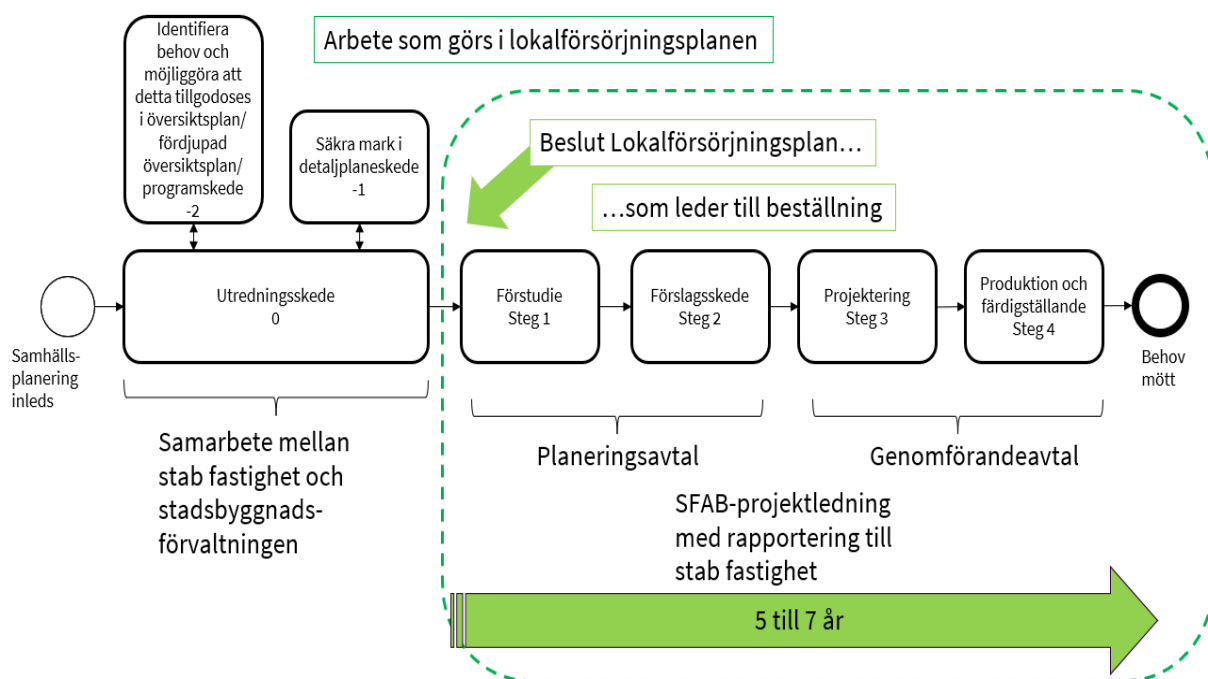 Identifiera
behov och
möjliggöra att
detta tillgodoses
i översiktsplan/
fördjupad
översiktsplan/
programskede
-2
Arbete som görs i lokalförsörjningsplanen
Säkra mark i
detaljplaneskede
-1
Beslut Lokalförsörjningsplan…
…som leder till beställning
Samhälls-
planering
inleds
Utredningsskede
0
Förstudie
Steg 1
Förslagsskede
Steg 2
Projektering
Steg 3
Produktion och
färdigställande
Steg 4
Behov
mött
Samarbete mellan
stab fastighet och
stadsbyggnads-
förvaltningen
Planeringsavtal
Genomförandeavtal
SFAB-projektledning
med rapportering till
stab fastighet
5 till 7 år